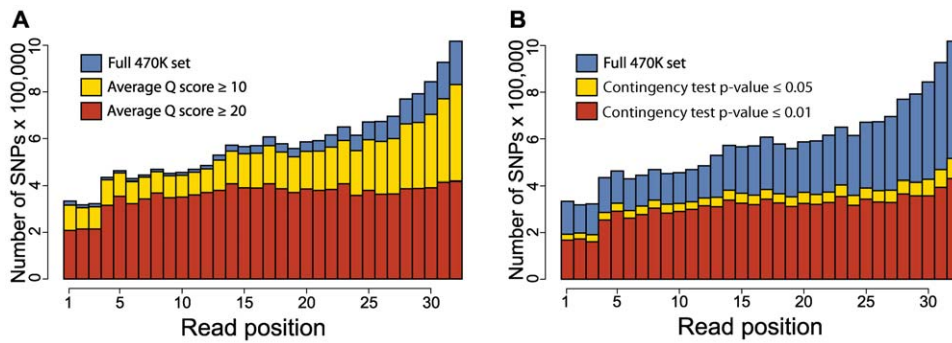 A
Number of SNPs x 100,000
0 2 4 6 8 10
Full 470K set
Average Q score ≥ 10
Average Q score ≥ 20
1 5 10 15 20 25 30
Read position
B
Number of SNPs x 100,000
0 2 4 6 8 10
Full 470K set
Contingency test p-value ≤ 0.05
Contingency test p-value ≤ 0.01
1 5 10 15 20 25 30
Read position